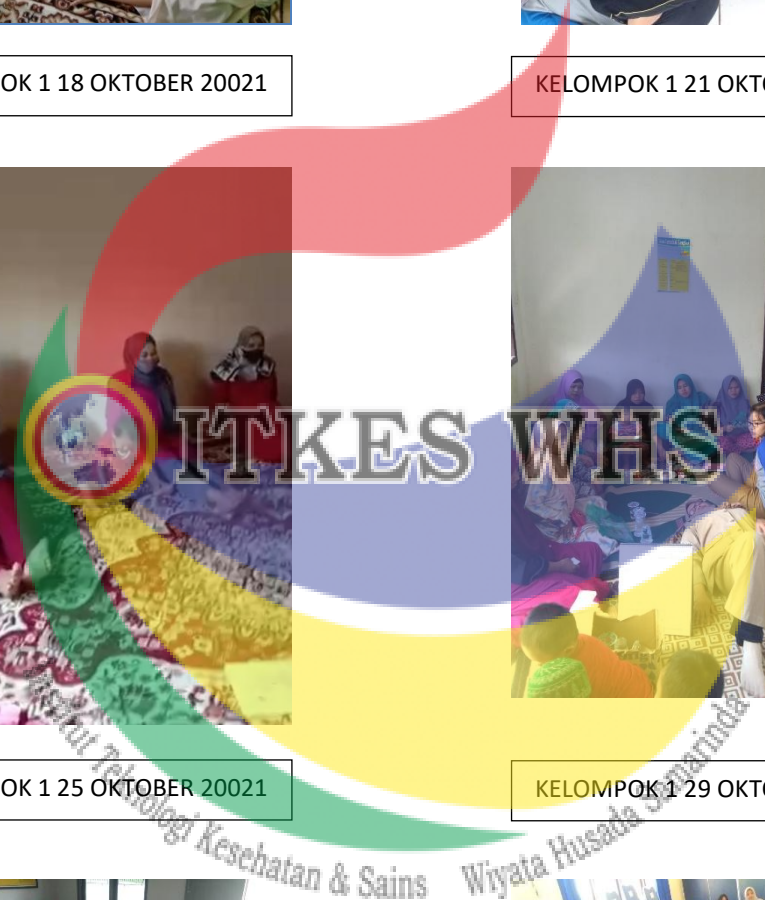 OK 1 18 OKTOBER 20021
KELOMPOK 1 21 OKT
ITKES WHS
OK 1 25 OKTOBER 20021
KELOMPOK 1 29 OKT
Institut Teknologi Kesehatan & Sains Wiyata Husada Samarinda